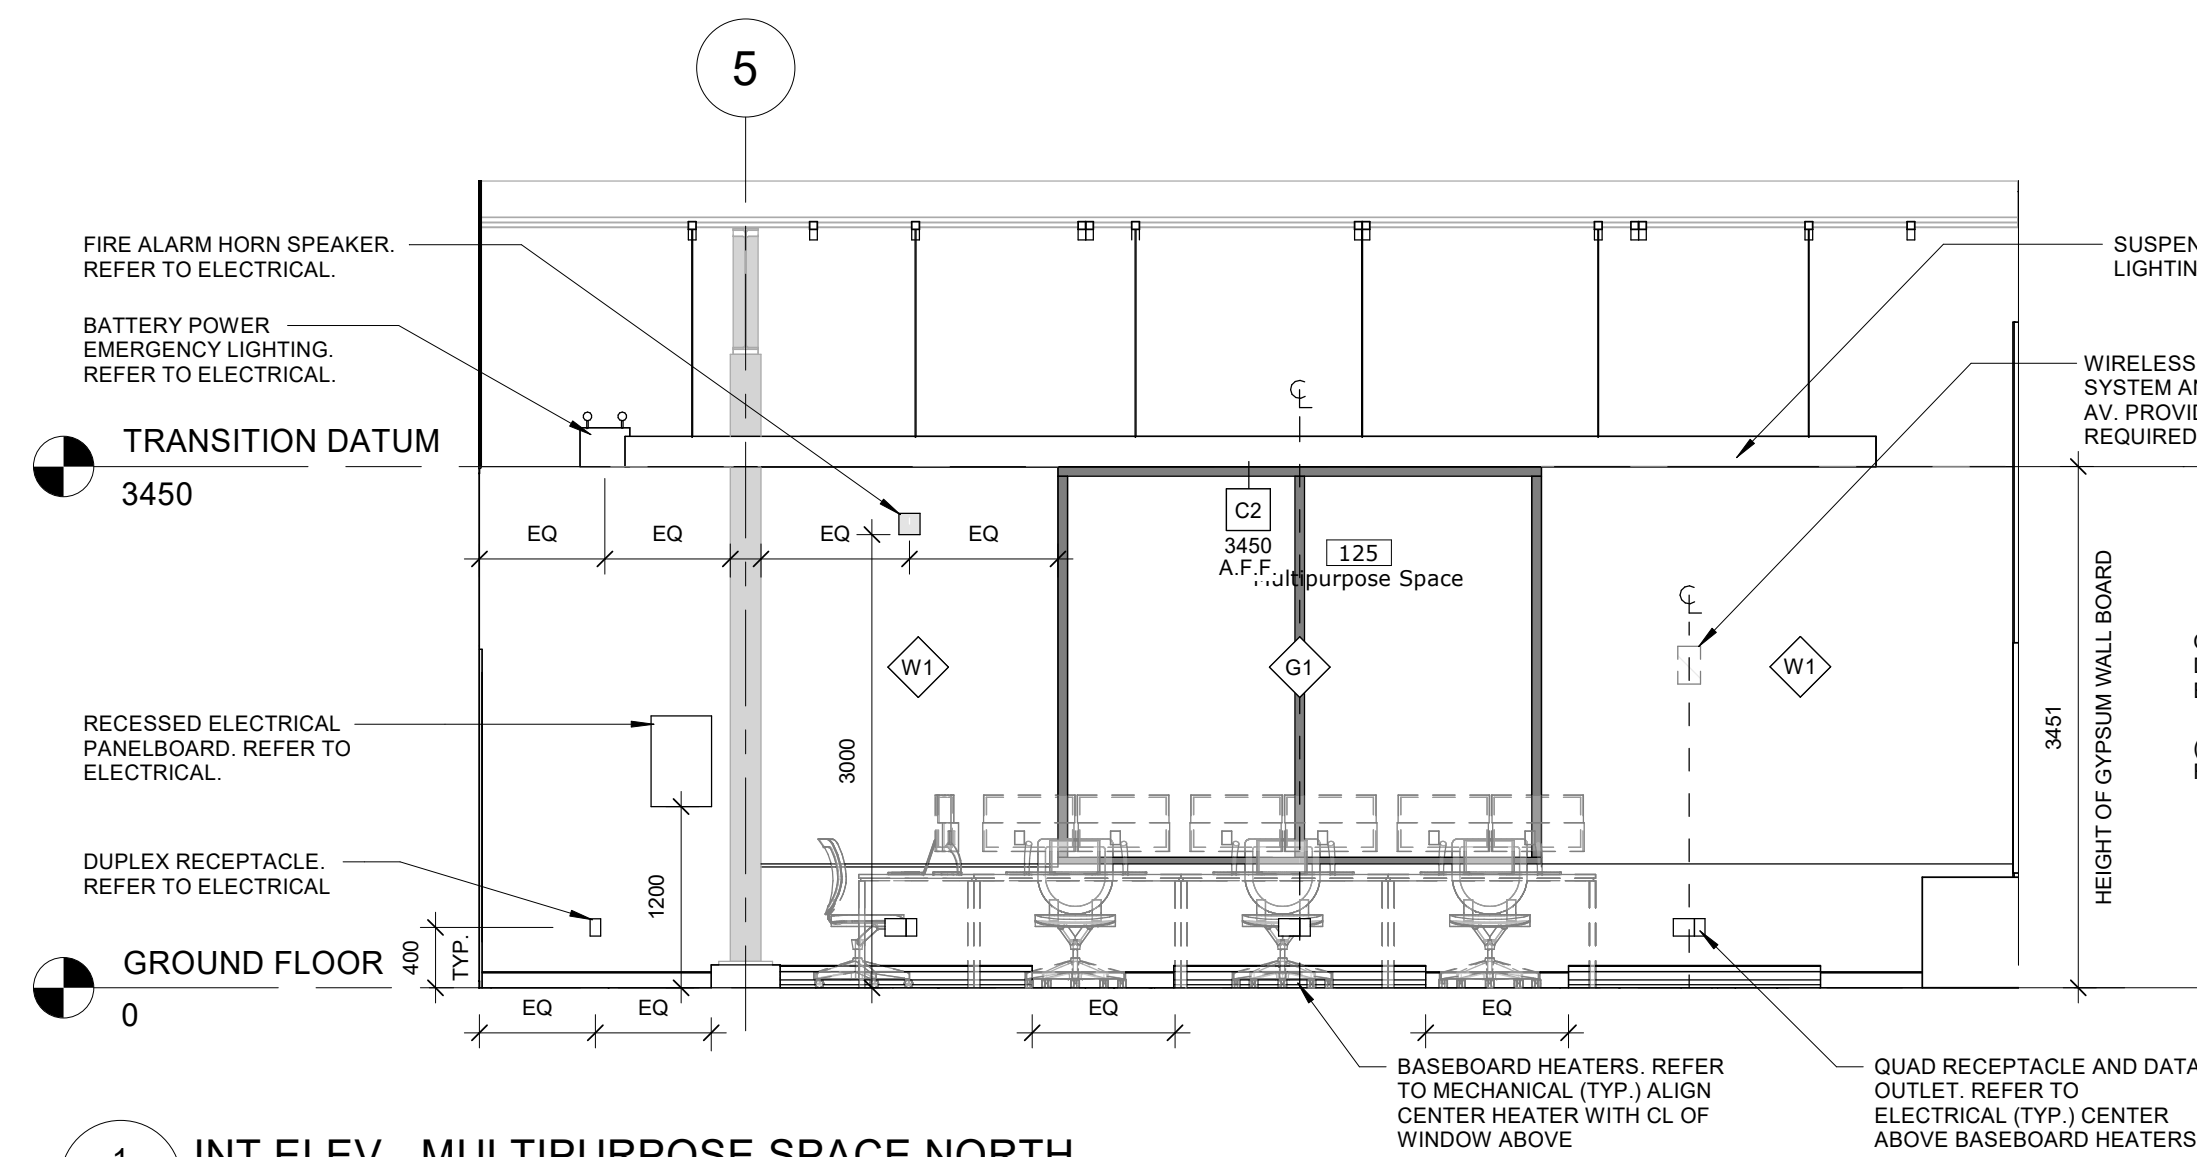 5
FIRE ALARM HORN SPEAKER.
REFER TO ELECTRICAL.
BATTERY POWER
EMERGENCY LIGHTING.
REFER TO ELECTRICAL.
TRANSITION DATUM
3450
EQ
EQ
EQ
EQ
C2
3450
A.F.F.
125
Multipurpose Space
W1
G1
W1
RECESSED ELECTRICAL
PANELBOARD. REFER TO
ELECTRICAL.
3000
1200
DUPLEX RECEPTACLE.
REFER TO ELECTRICAL
400
TYP.
GROUND FLOOR
0
EQ
EQ
EQ
EQ
LIGHTIN
WIRELESS
SYSTEM
AV. PROVID
REQUIRED
3451
HEIGHT OF GYPSUM WALL BOARD
BASEBOARD HEATERS. REFER
TO MECHANICAL (TYP.) ALIGN
CENTER HEATER WITH CL OF
WINDOW ABOVE
QUAD RECEPTACLE AND DATA
OUTLET. REFER TO
ELECTRICAL (TYP.) CENTER
ABOVE BASEBOARD HEATERS
1
INT ELEV - MULTIPURPOSE SPACE NORTH